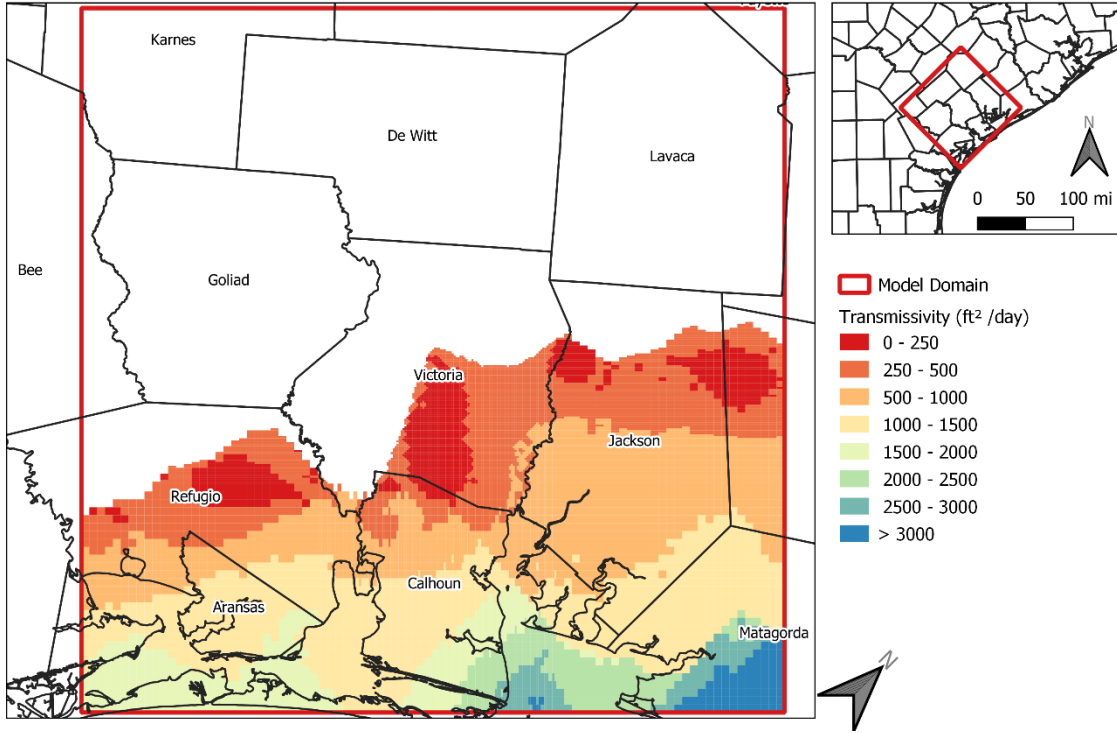 Karnes
De Witt
Lavaca
Bee
Goliad
Victoria
Jackson
Refugio
Calhoun
Aransas
Matagorda
N
0 50 100 mi
Model Domain
Transmissivity (ft² /day)
0 - 250
250 - 500
500 - 1000
1000 - 1500
1500 - 2000
2000 - 2500
2500 - 3000
> 3000
N